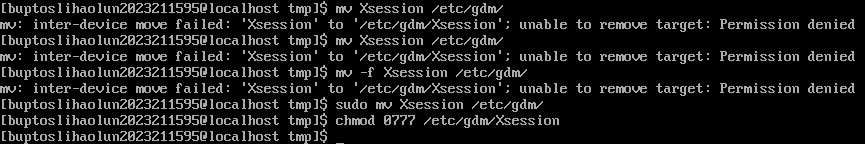 [buptoslihaolun2023211595@localhost tmp]$ mv Xsession /etc/gdm/
mv: inter-device move failed: 'Xsession' to '/etc/gdm/Xsession'; unable to remove target: Permission denied
[buptoslihaolun2023211595@localhost tmp]$ mv Xsession /etc/gdm/
mv: inter-device move failed: 'Xsession' to '/etc/gdm/Xsession'; unable to remove target: Permission denied
[buptoslihaolun2023211595@localhost tmp]$ mv -f Xsession /etc/gdm/
mv: inter-device move failed: 'Xsession' to '/etc/gdm/Xsession'; unable to remove target: Permission denied
[buptoslihaolun2023211595@localhost tmp]$ sudo mv Xsession /etc/gdm/
[buptoslihaolun2023211595@localhost tmp]$ chmod 0777 /etc/gdm/Xsession
[buptoslihaolun2023211595@localhost tmp]$ _